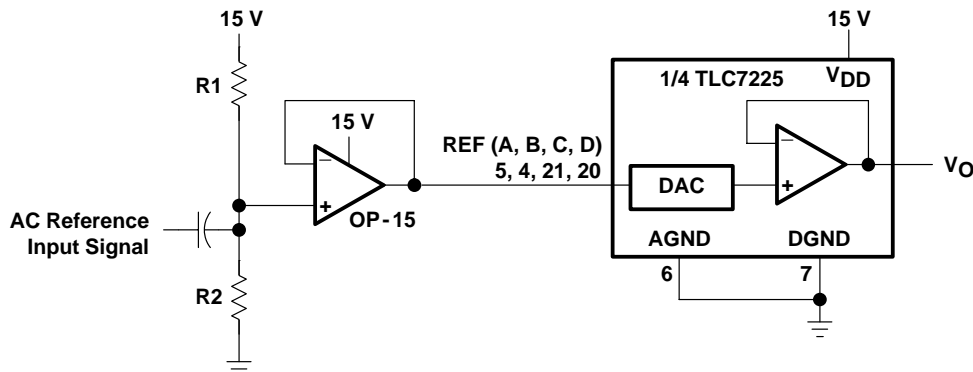 15 V
15 V
R1
1/4 TLC7225
VDD
15 V
REF (A, B, C, D)
5, 4, 21, 20
−
+
OP-15
DAC
−
+
VO
AC Reference
Input Signal
AGND
DGND
6
7
R2